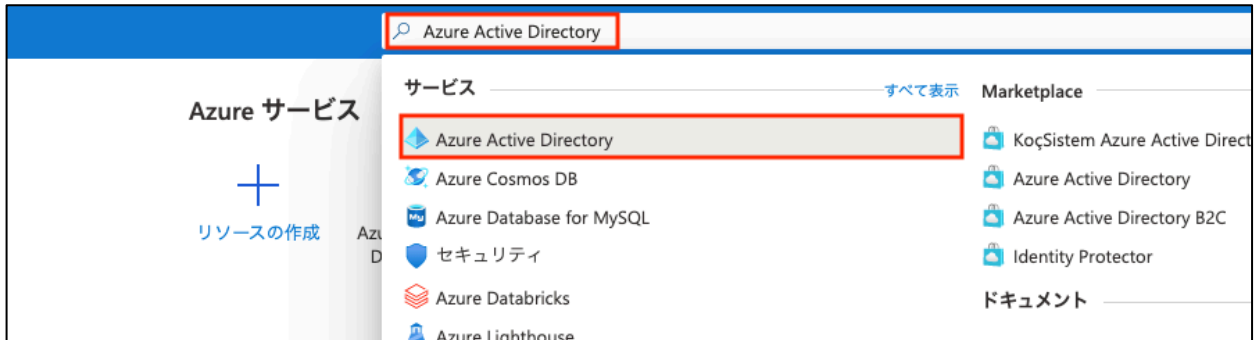 Azure Active Directory
Azure サービス
リソースの作成
Azu
D
サービス
すべて表示
Azure Active Directory
Azure Cosmos DB
Azure Database for MySQL
セキュリティ
Azure Databricks
Azure Lighthouse
Marketplace
KoçSistem Azure Active Direct
Azure Active Directory
Azure Active Directory B2C
Identity Protector
ドキュメント